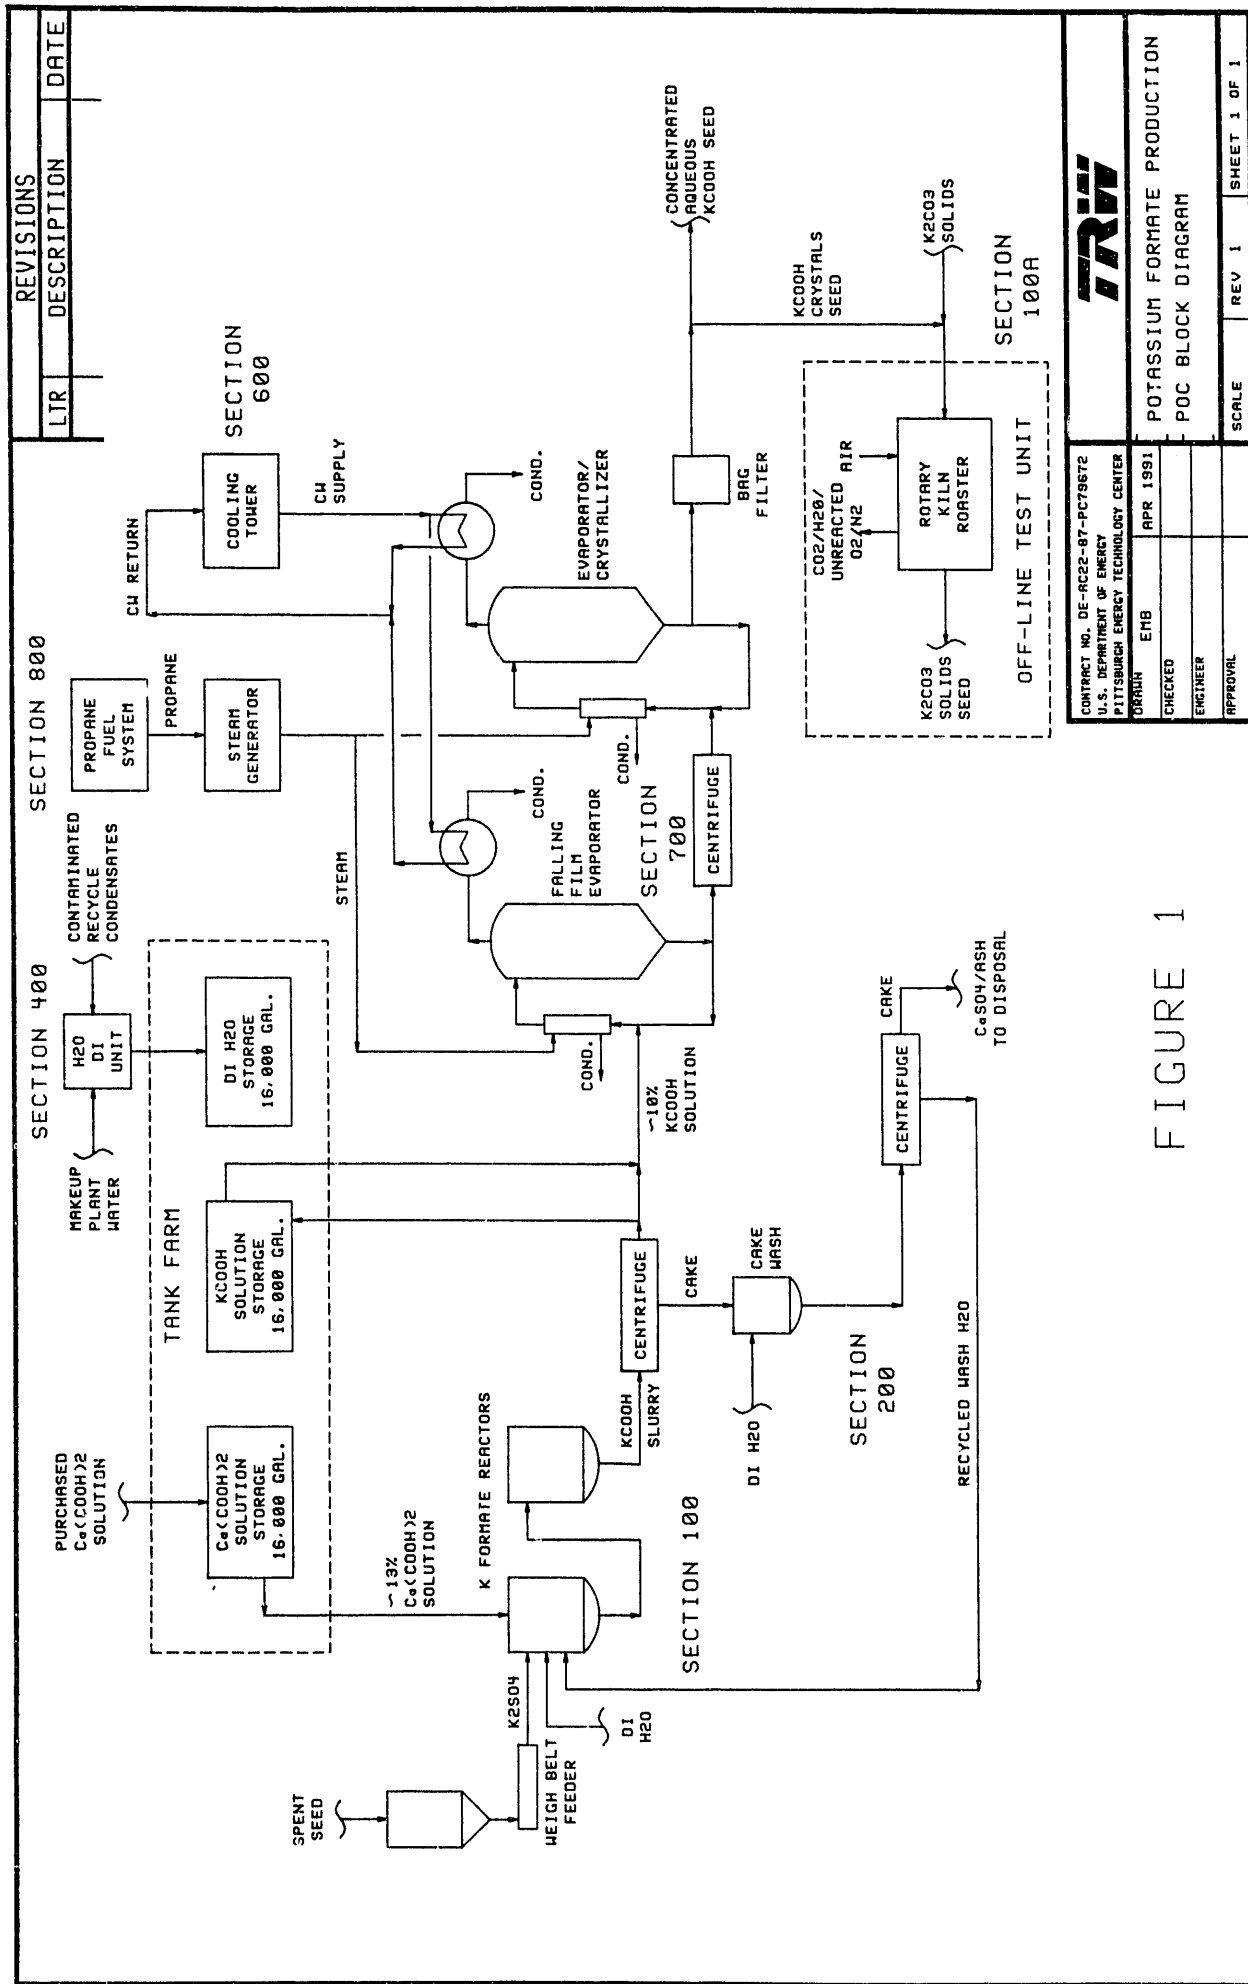 REVISIONS
LTR DESCRIPTION DATE
SECTION 400
SECTION 800
SECTION
600
PURCHASED
Ca(COOH)2
SOLUTION
MAKEUP
PLANT
WATER
H2O
DI
UNIT
CONTAMINATED
RECYCLE
CONDENSATES
PROPANE
FUEL
SYSTEM
PROPANE
STEAM
GENERATOR
CW RETURN
COOLING
TOWER
CW
SUPPLY
TANK FARM
Ca(COOH)2
SOLUTION
STORAGE
16,000 GAL.
KCOOH
SOLUTION
STORAGE
16,000 GAL.
DI H2O
STORAGE
16,000 GAL.
STEAM
SPENT
SEED
WEIGH BELT
FEEDER
K2SO4
DI
H2O
~13%
Ca(COOH)2
SOLUTION
K FORMATE REACTORS
SECTION 100
KCOOH
SLURRY
CENTRIFUGE
CAKE
DI H2O
CAKE
WASH
SECTION
200
RECYCLED WASH H2O
CENTRIFUGE
CAKE
CaSO4/ASH
TO DISPOSAL
~10%
KCOOH
SOLUTION
COND.
FALLING
FILM
EVAPORATOR
COND.
SECTION
700
CENTRIFUGE
COND.
EVAPORATOR/
CRYSTALLIZER
COND.
BAG
FILTER
CONCENTRATED
AQUEOUS
KCOOH SEED
KCOOH
CRYSTALS
SEED
K2CO3
SOLIDS
SECTION
100A
CO2/H2O/
UNREACTED
O2/N2
AIR
ROTARY
KILN
ROASTER
K2CO3
SOLIDS
SEED
OFF-LINE TEST UNIT
FIGURE 1
CONTRACT NO. DE-AC22-87-PC79672
U.S. DEPARTMENT OF ENERGY
PITTSBURGH ENERGY TECHNOLOGY CENTER
DRAWN EMB APR 1991
CHECKED
ENGINEER
APPROVAL
TRW
POTASSIUM FORMATE PRODUCTION
POC BLOCK DIAGRAM
SCALE REV 1 SHEET 1 OF 1